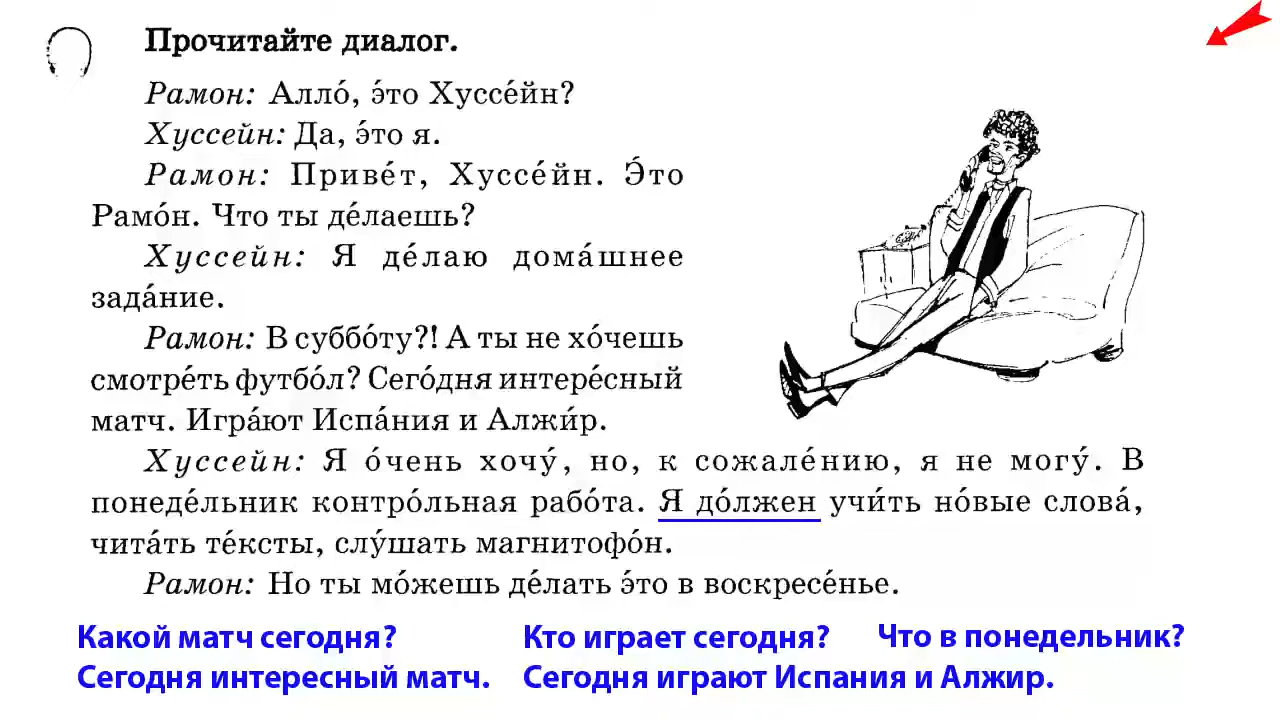 Прочитайте диалог.
Рамон: Алло́, э́то Хуссе́йн?
Хуссейн: Да, э́то я.
Рамон: Приве́т, Хуссе́йн. Э́то
Рамо́н. Что ты де́лаешь?
Хуссейн: Я де́лаю дома́шнее
зада́ние.
Рамон: В суббо́ту?! А ты не хо́чешь
смотре́ть футбо́л? Сего́дня интере́сный
матч. Игра́ют Испа́ния и Алжи́р.
Хуссейн: Я о́чень хочу́, но, к сожале́нию, я не могу́. В
понеде́льник контро́льная рабо́та. Я до́лжен учи́ть но́вые слова́,
чита́ть те́ксты, слу́шать магнитофо́н.
Рамон: Но ты мо́жешь де́лать э́то в воскресе́нье.
Какой матч сегодня? Кто играет сегодня? Что в понедельник?
Сегодня интересный матч. Сегодня играют Испания и Алжир.